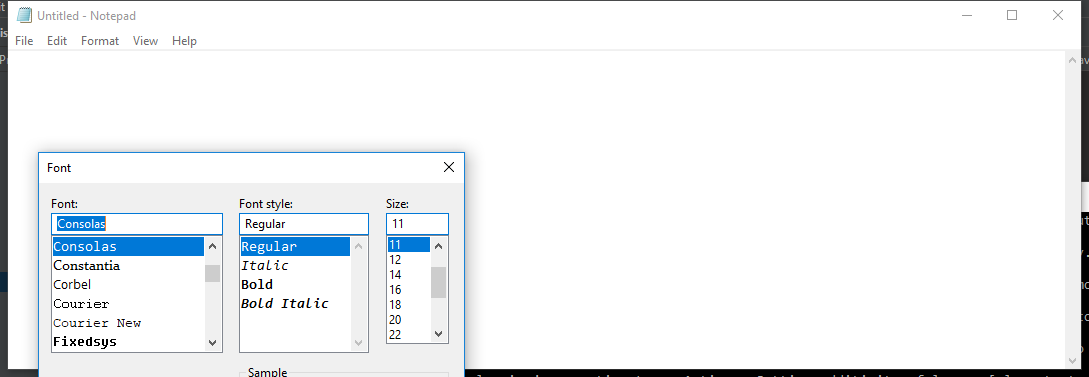 Untitled - Notepad
File Edit Format View Help
Font
Font: Font style: Size:
Consolas Regular 11
Consolas Regular 11
Constantia Italic 12
Corbel Bold 14
Courier Bold Italic 16
Courier New 18
Fixedsys 20
22
Sample